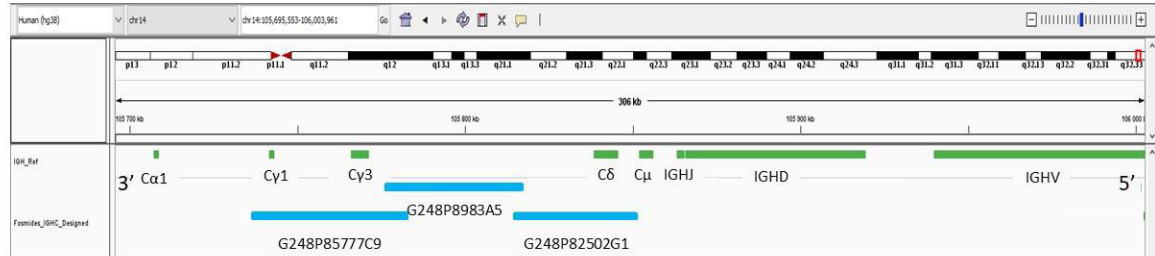 Human (hg38) chr14 chr14:105,695,553-106,003,961 Go
p13 p12 p11.2 p11.1 q11.2 q12 q13.1 q13.3 q21.1 q21.2 q21.3 q22.1 q22.3 q23.1 q23.2 q23.3 q24.1 q24.2 q24.3 q31.1 q31.2 q31.3 q32.11 q32.13 q32.2 q32.31 q32.33
306 kb
105 700 kb 105 800 kb 105 900 kb 106 000
IGH_Ref
3' Cα1 Cγ1 Cγ3 Cδ Cμ IGHJ IGHD IGHV 5'
G248P8983A5
Fosmides_IGHC_Designed
G248P85777C9 G248P82502G1